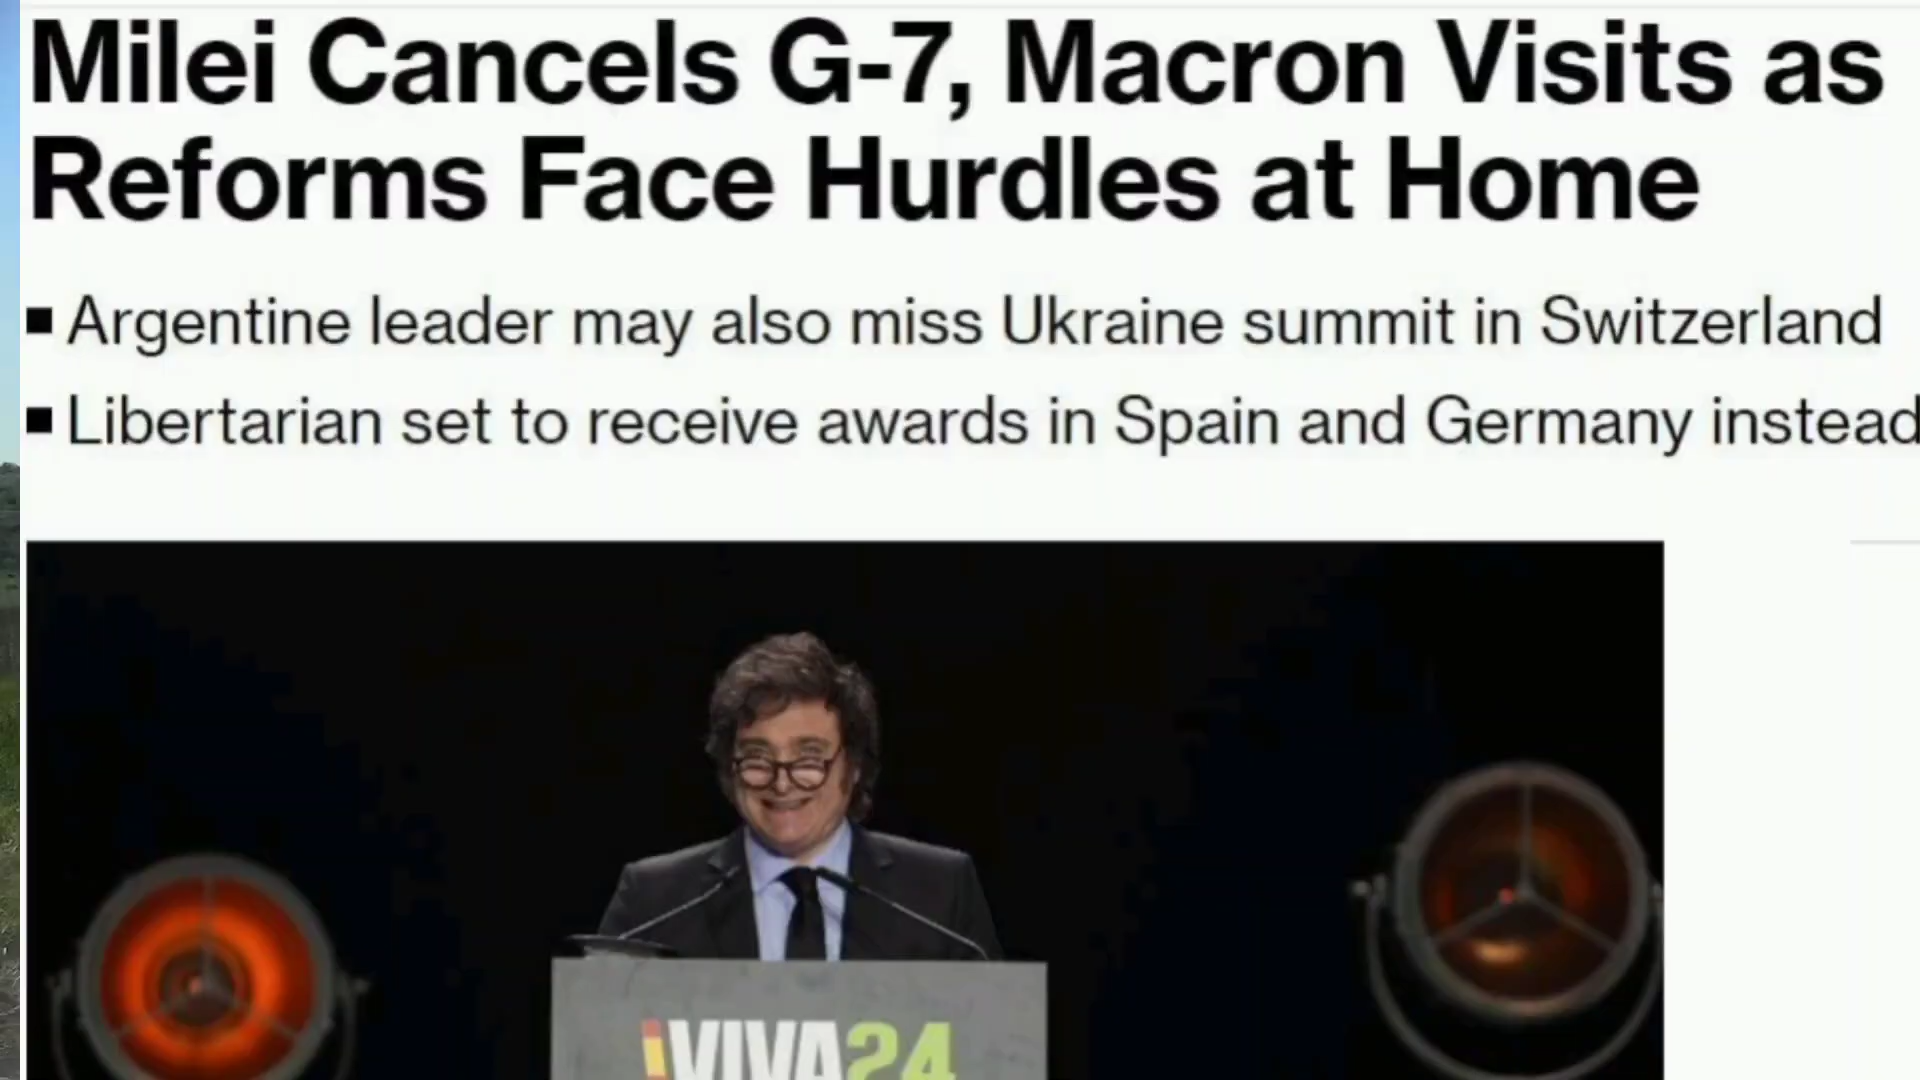 Milei Cancels G-7, Macron Visits as
Reforms Face Hurdles at Home
Argentine leader may also miss Ukraine summit in Switzerland
Libertarian set to receive awards in Spain and Germany instead
¡VIVA24